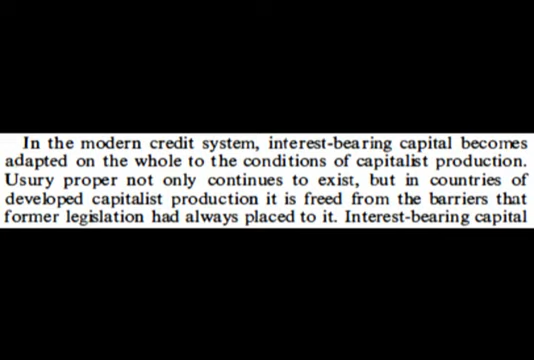 In the modern credit system, interest-bearing capital becomes
adapted on the whole to the conditions of capitalist production.
Usury proper not only continues to exist, but in countries of
developed capitalist production it is freed from the barriers that
former legislation had always placed to it. Interest-bearing capital